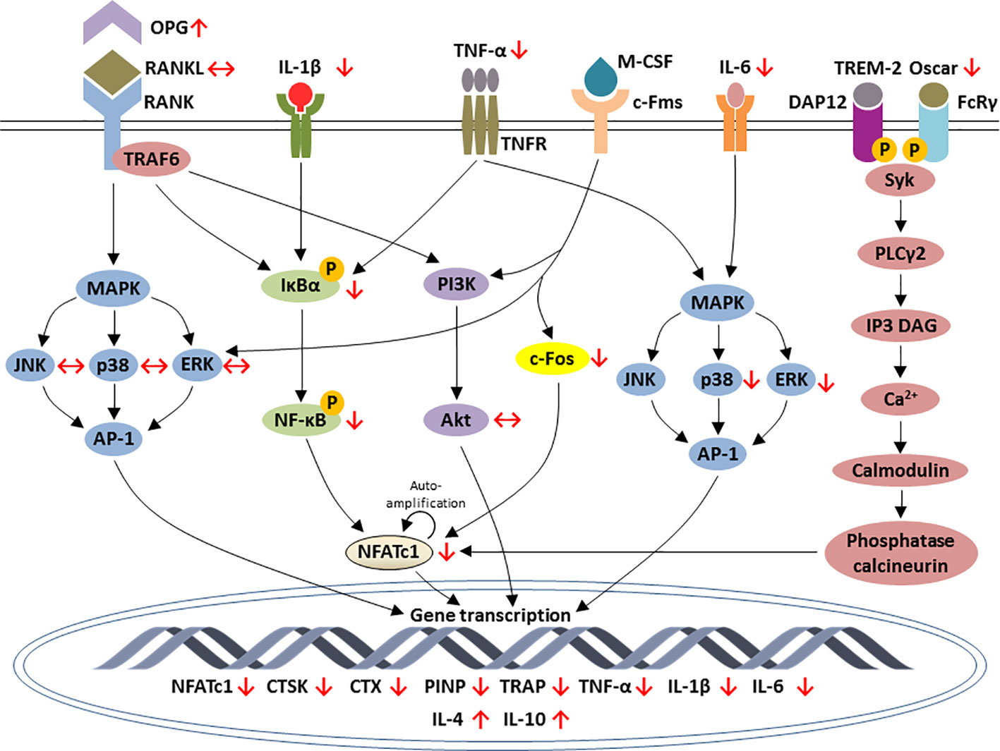 OPG↑
RANKL↔
RANK
IL-1β ↓
TNF-α↓
M-CSF
c-Fms
IL-6↓
TREM-2 Oscar↓
DAP12
FcRγ
TNFR
TRAF6
P P
Syk
PLCγ2
IP3 DAG
Ca²⁺
Calmodulin
Phosphatase
calcineurin
MAPK
JNK↔ p38↔ ERK↔
AP-1
P
IκBα ↓
P
NF-κB ↓
PI3K
Akt ↔
c-Fos↓
MAPK
JNK p38↓ ERK↓
AP-1
Auto-
amplification
NFATc1 ↓
Gene transcription
NFATc1↓ CTSK↓ CTX↓ PINP↓ TRAP↓ TNF-α↓ IL-1β↓ IL-6↓
IL-4↑ IL-10↑